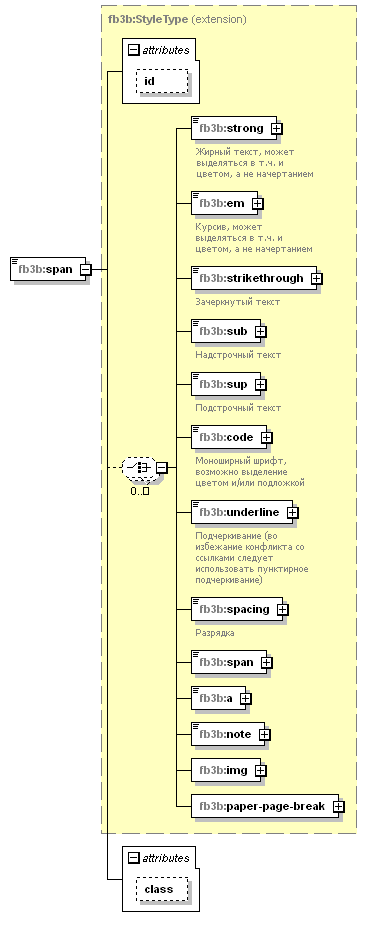 fb3b:StyleType (extension)
attributes
id
fb3b:strong
Жирный текст, может
выделяться в т.ч. и
цветом, а не начертанием
fb3b:em
Курсив, может
выделяться в т.ч. и
цветом, а не начертанием
fb3b:span
fb3b:strikethrough
Зачеркнутый текст
fb3b:sub
Надстрочный текст
fb3b:sup
Подстрочный текст
fb3b:code
Моноширный шрифт,
возможно выделение
цветом и/или подложкой
0..∞
fb3b:underline
Подчеркивание (во
избежание конфликта со
ссылками следует
использовать пунктирное
подчеркивание)
fb3b:spacing
Разрядка
fb3b:span
fb3b:a
fb3b:note
fb3b:img
fb3b:paper-page-break
attributes
class